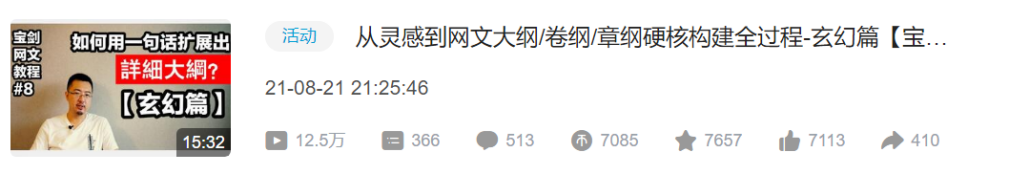 宝剑
网文
教程
#8
如何用一句话扩展出
詳細大綱?
【玄幻篇】
15:32
活动 从灵感到网文大纲/卷纲/章纲硬核构建全过程-玄幻篇【宝…
21-08-21 21:25:46
12.5万 366 513 7085 7657 7113 410